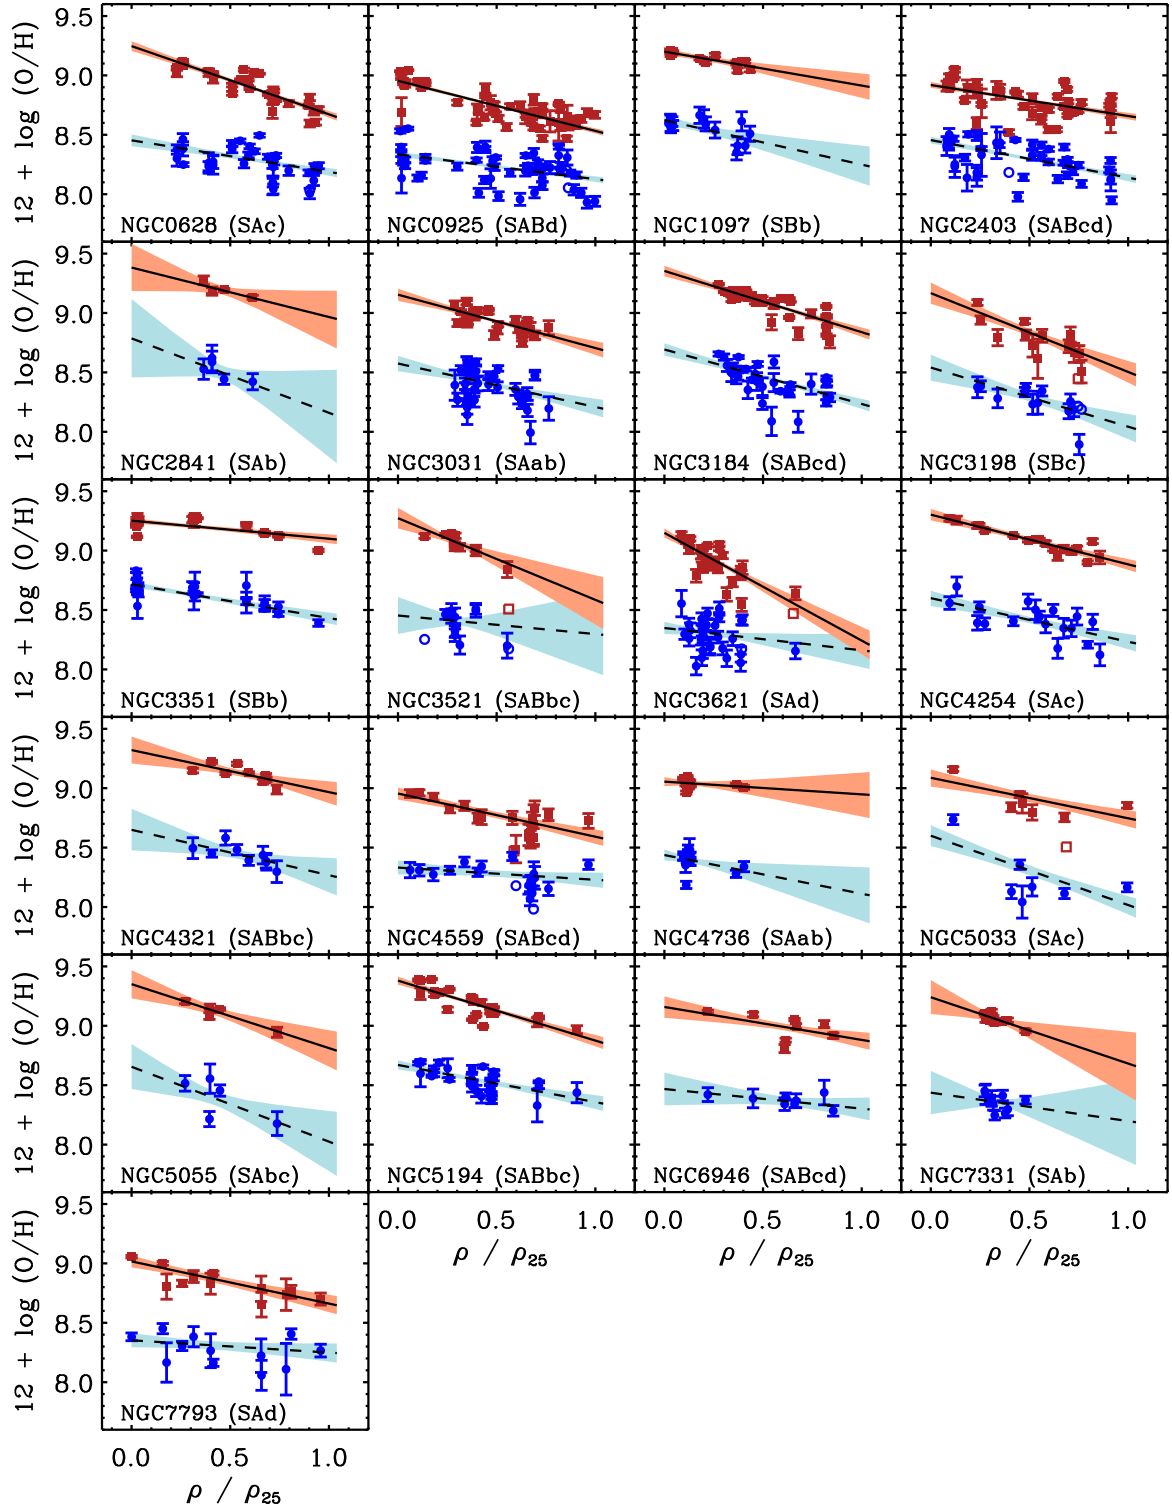 9.5
9.0
8.5
8.0
12 + log (O/H)
NGC0628 (SAc)
NGC0925 (SABd)
NGC1097 (SBb)
NGC2403 (SABcd)
9.5
9.0
8.5
8.0
12 + log (O/H)
NGC2841 (SAb)
NGC3031 (SAab)
NGC3184 (SABcd)
NGC3198 (SBc)
9.5
9.0
8.5
8.0
12 + log (O/H)
NGC3351 (SBb)
NGC3521 (SABbc)
NGC3621 (SAd)
NGC4254 (SAc)
9.5
9.0
8.5
8.0
12 + log (O/H)
NGC4321 (SABbc)
NGC4559 (SABcd)
NGC4736 (SAab)
NGC5033 (SAc)
9.5
9.0
8.5
8.0
12 + log (O/H)
NGC5055 (SAbc)
NGC5194 (SABbc)
NGC6946 (SABcd)
NGC7331 (SAb)
0.0 0.5 1.0
ρ / ρ25
0.0 0.5 1.0
ρ / ρ25
0.0 0.5 1.0
ρ / ρ25
9.5
9.0
8.5
8.0
12 + log (O/H)
NGC7793 (SAd)
0.0 0.5 1.0
ρ / ρ25